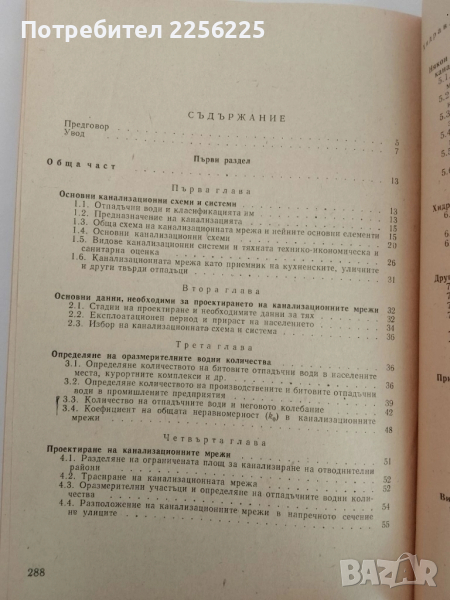 Потребител 2256225
СЪДЪРЖАНИЕ
Предговор 5
Увод 7
Първи раздел
Обща част 13
Първа глава
Основни канализационни схеми и системи 13
1.1. Отпадъчни води и класификацията им 13
1.2. Предназначение на канализацията 15
1.3. Обща схема на канализационната мрежа и нейните основни елементи 15
1.4. Основни канализационни схеми 20
1.5. Видове канализационни системи и тяхната технико-икономическа и
санитарна оценка 26
1.6. Канализационната мрежа като приемник на кухненските, уличните
и други твърди отпадъци 31
Втора глава
Основни данни, необходими за проектирането на канализационните мрежи 32
2.1. Стадии на проектиране и необходимите данни за тях 32
2.2. Експлоатационен период и прираст на населението 34
2.3. Избор на канализационната схема и система 36
Трета глава
Определяне на оразмерителните водни количества 36
3.1. Определяне количеството на битовите отпадъчни води в населените
места, курортните комплекси и др. 36
3.2. Определяне количеството на производствените и битовите отпадъчни
води в промишлените предприятия 39
3.3. Количество на отпадъчните води и неговото колебание 42
3.4. Коефициент на общата неравномерност (k₀) в канализационните
мрежи 48
Четвърта глава
Проектиране на канализационните мрежи 51
4.1. Разделяне на ограничената площ за канализиране на отводнителни
райони 52
4.2. Трасиране на канализационната мрежа 52
4.3. Оразмерителни участъци и определяне на отпадъчните водни коли-
чества 54
4.4. Разположение на канализационните мрежи в напречното сечение
на улиците 55
288
BAZAR